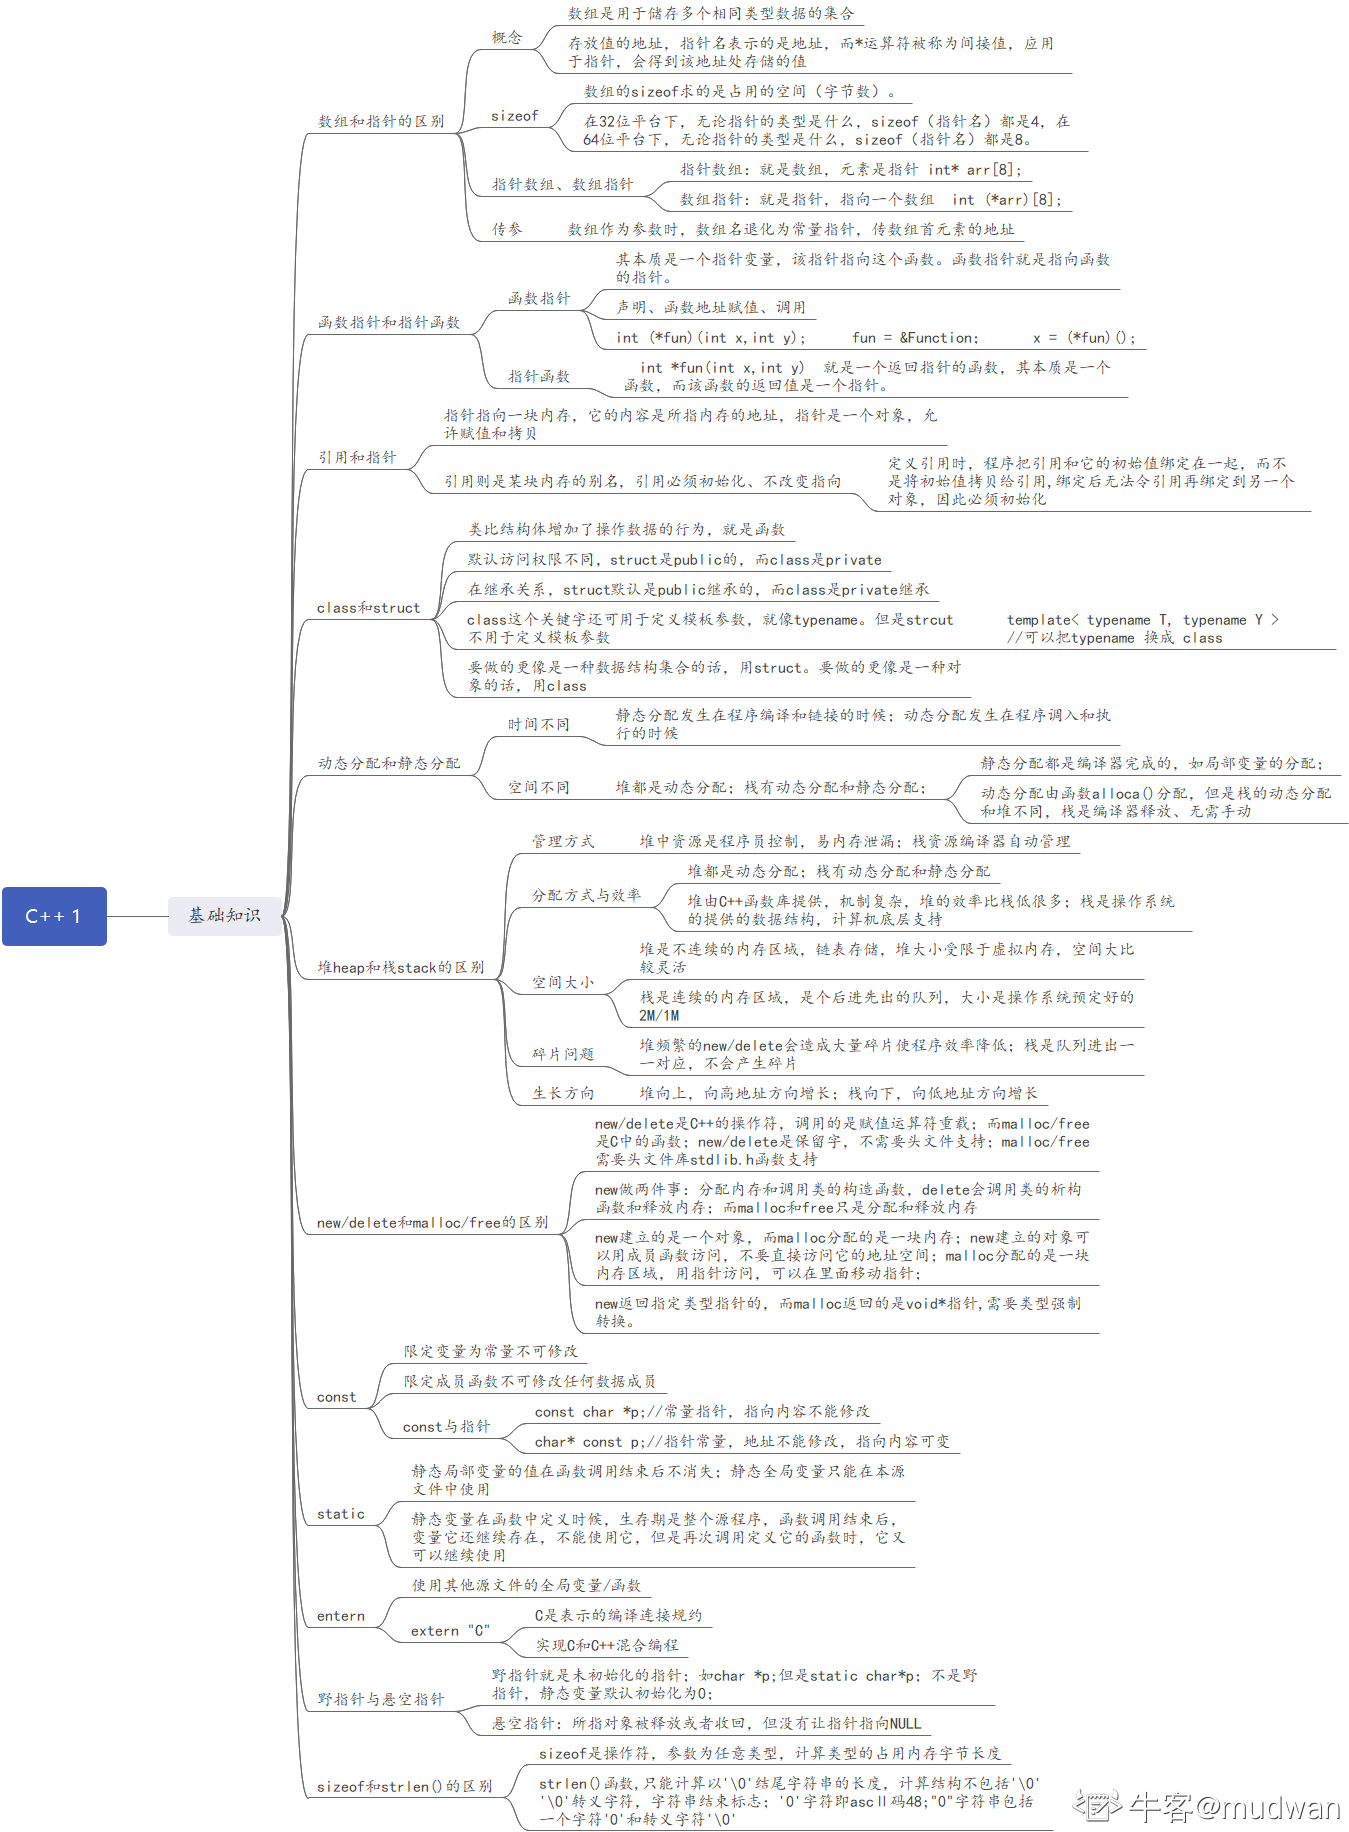 C++ 1
基础知识
数组和指针的区别
概念
数组是用于储存多个相同类型数据的集合
存放值的地址，指针名表示的是地址，而*运算符被称为间接值，应用
于指针，会得到该地址处存储的值
sizeof
数组的sizeof求的是占用的空间（字节数）。
在32位平台下，无论指针的类型是什么，sizeof（指针名）都是4，在
64位平台下，无论指针的类型是什么，sizeof（指针名）都是8。
指针数组、数组指针
指针数组：就是数组，元素是指针 int* arr[8];
数组指针：就是指针，指向一个数组  int (*arr)[8];
传参
数组作为参数时，数组名退化为常量指针，传数组首元素的地址
函数指针和指针函数
函数指针
其本质是一个指针变量，该指针指向这个函数。函数指针就是指向函数
的指针。
声明、函数地址赋值、调用
int (*fun)(int x,int y);      fun = &Function;       x = (*fun)();
指针函数
int *fun(int x,int y)  就是一个返回指针的函数，其本质是一个
函数，而该函数的返回值是一个指针。
引用和指针
指针指向一块内存，它的内容是所指内存的地址，指针是一个对象，允
许赋值和拷贝
引用则是某块内存的别名，引用必须初始化、不改变指向
定义引用时，程序把引用和它的初始值绑定在一起，而不
是将初始值拷贝给引用,绑定后无法令引用再绑定到另一个
对象，因此必须初始化
class和struct
类比结构体增加了操作数据的行为，就是函数
默认访问权限不同，struct是public的，而class是private
在继承关系，struct默认是public继承的，而class是private继承
class这个关键字还可用于定义模板参数，就像typename。但是strcut
不用于定义模板参数
template< typename T, typename Y >
//可以把typename 换成 class
要做的更像是一种数据结构集合的话，用struct。要做的更像是一种对
象的话，用class
动态分配和静态分配
时间不同
静态分配发生在程序编译和链接的时候；动态分配发生在程序调入和执
行的时候
空间不同
堆都是动态分配；栈有动态分配和静态分配；
静态分配都是编译器完成的，如局部变量的分配；
动态分配由函数alloca()分配，但是栈的动态分配
和堆不同，栈是编译器释放、无需手动
堆heap和栈stack的区别
管理方式
堆中资源是程序员控制，易内存泄漏；栈资源编译器自动管理
分配方式与效率
堆都是动态分配；栈有动态分配和静态分配
堆由C++函数库提供，机制复杂，堆的效率比栈低很多；栈是操作系统
的提供的数据结构，计算机底层支持
空间大小
堆是不连续的内存区域，链表存储，堆大小受限于虚拟内存，空间大比
较灵活
栈是连续的内存区域，是个后进先出的队列，大小是操作系统预定好的
2M/1M
碎片问题
堆频繁的new/delete会造成大量碎片使程序效率降低；栈是队列进出一
一对应，不会产生碎片
生长方向
堆向上，向高地址方向增长；栈向下，向低地址方向增长
new/delete和malloc/free的区别
new/delete是C++的操作符，调用的是赋值运算符重载；而malloc/free
是C中的函数；new/delete是保留字，不需要头文件支持；malloc/free
需要头文件库stdlib.h函数支持
new做两件事：分配内存和调用类的构造函数，delete会调用类的析构
函数和释放内存；而malloc和free只是分配和释放内存
new建立的是一个对象，而malloc分配的是一块内存；new建立的对象可
以用成员函数访问，不要直接访问它的地址空间；malloc分配的是一块
内存区域，用指针访问，可以在里面移动指针；
new返回指定类型指针的，而malloc返回的是void*指针,需要类型强制
转换。
const
限定变量为常量不可修改
限定成员函数不可修改任何数据成员
const与指针
const char *p;//常量指针，指向内容不能修改
char* const p;//指针常量，地址不能修改，指向内容可变
static
静态局部变量的值在函数调用结束后不消失；静态全局变量只能在本源
文件中使用
静态变量在函数中定义时候，生存期是整个源程序，函数调用结束后，
变量它还继续存在，不能使用它，但是再次调用定义它的函数时，它又
可以继续使用
entern
使用其他源文件的全局变量/函数
extern "C"
C是表示的编译连接规约
实现C和C++混合编程
野指针与悬空指针
野指针就是未初始化的指针；如char *p;但是static char*p；不是野
指针，静态变量默认初始化为0；
悬空指针：所指对象被释放或者收回，但没有让指针指向NULL
sizeof和strlen()的区别
sizeof是操作符，参数为任意类型，计算类型的占用内存字节长度
strlen()函数,只能计算以'\0'结尾字符串的长度，计算结构不包括'\0'
'\0'转义字符，字符串结束标志；'0'字符即ascⅡ码48;"0"字符串包括
一个字符'0'和转义字符'\0'
牛客@mudwan